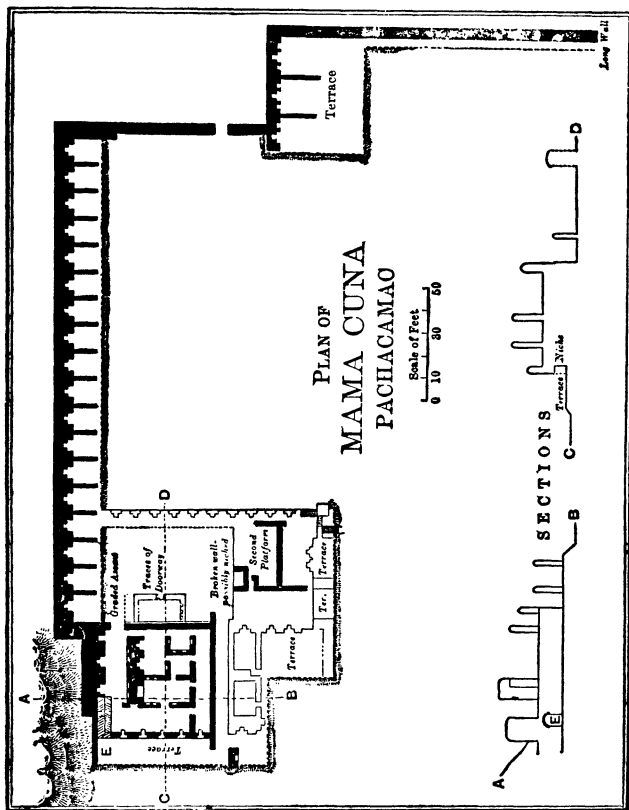 Long Wall
Terrace
PLAN OF
MAMA CUNA
PACHACAMAC
Scale of Feet
0 10 30 50
SECTIONS
A
B
C
D
E
Terrace
Niche
A
B
C
D
E
Graded Ascent
Traces of
Doorway
Broken wall—
possibly niched
Second
Platform
Terrace
Ter.
Terrace
Terrace